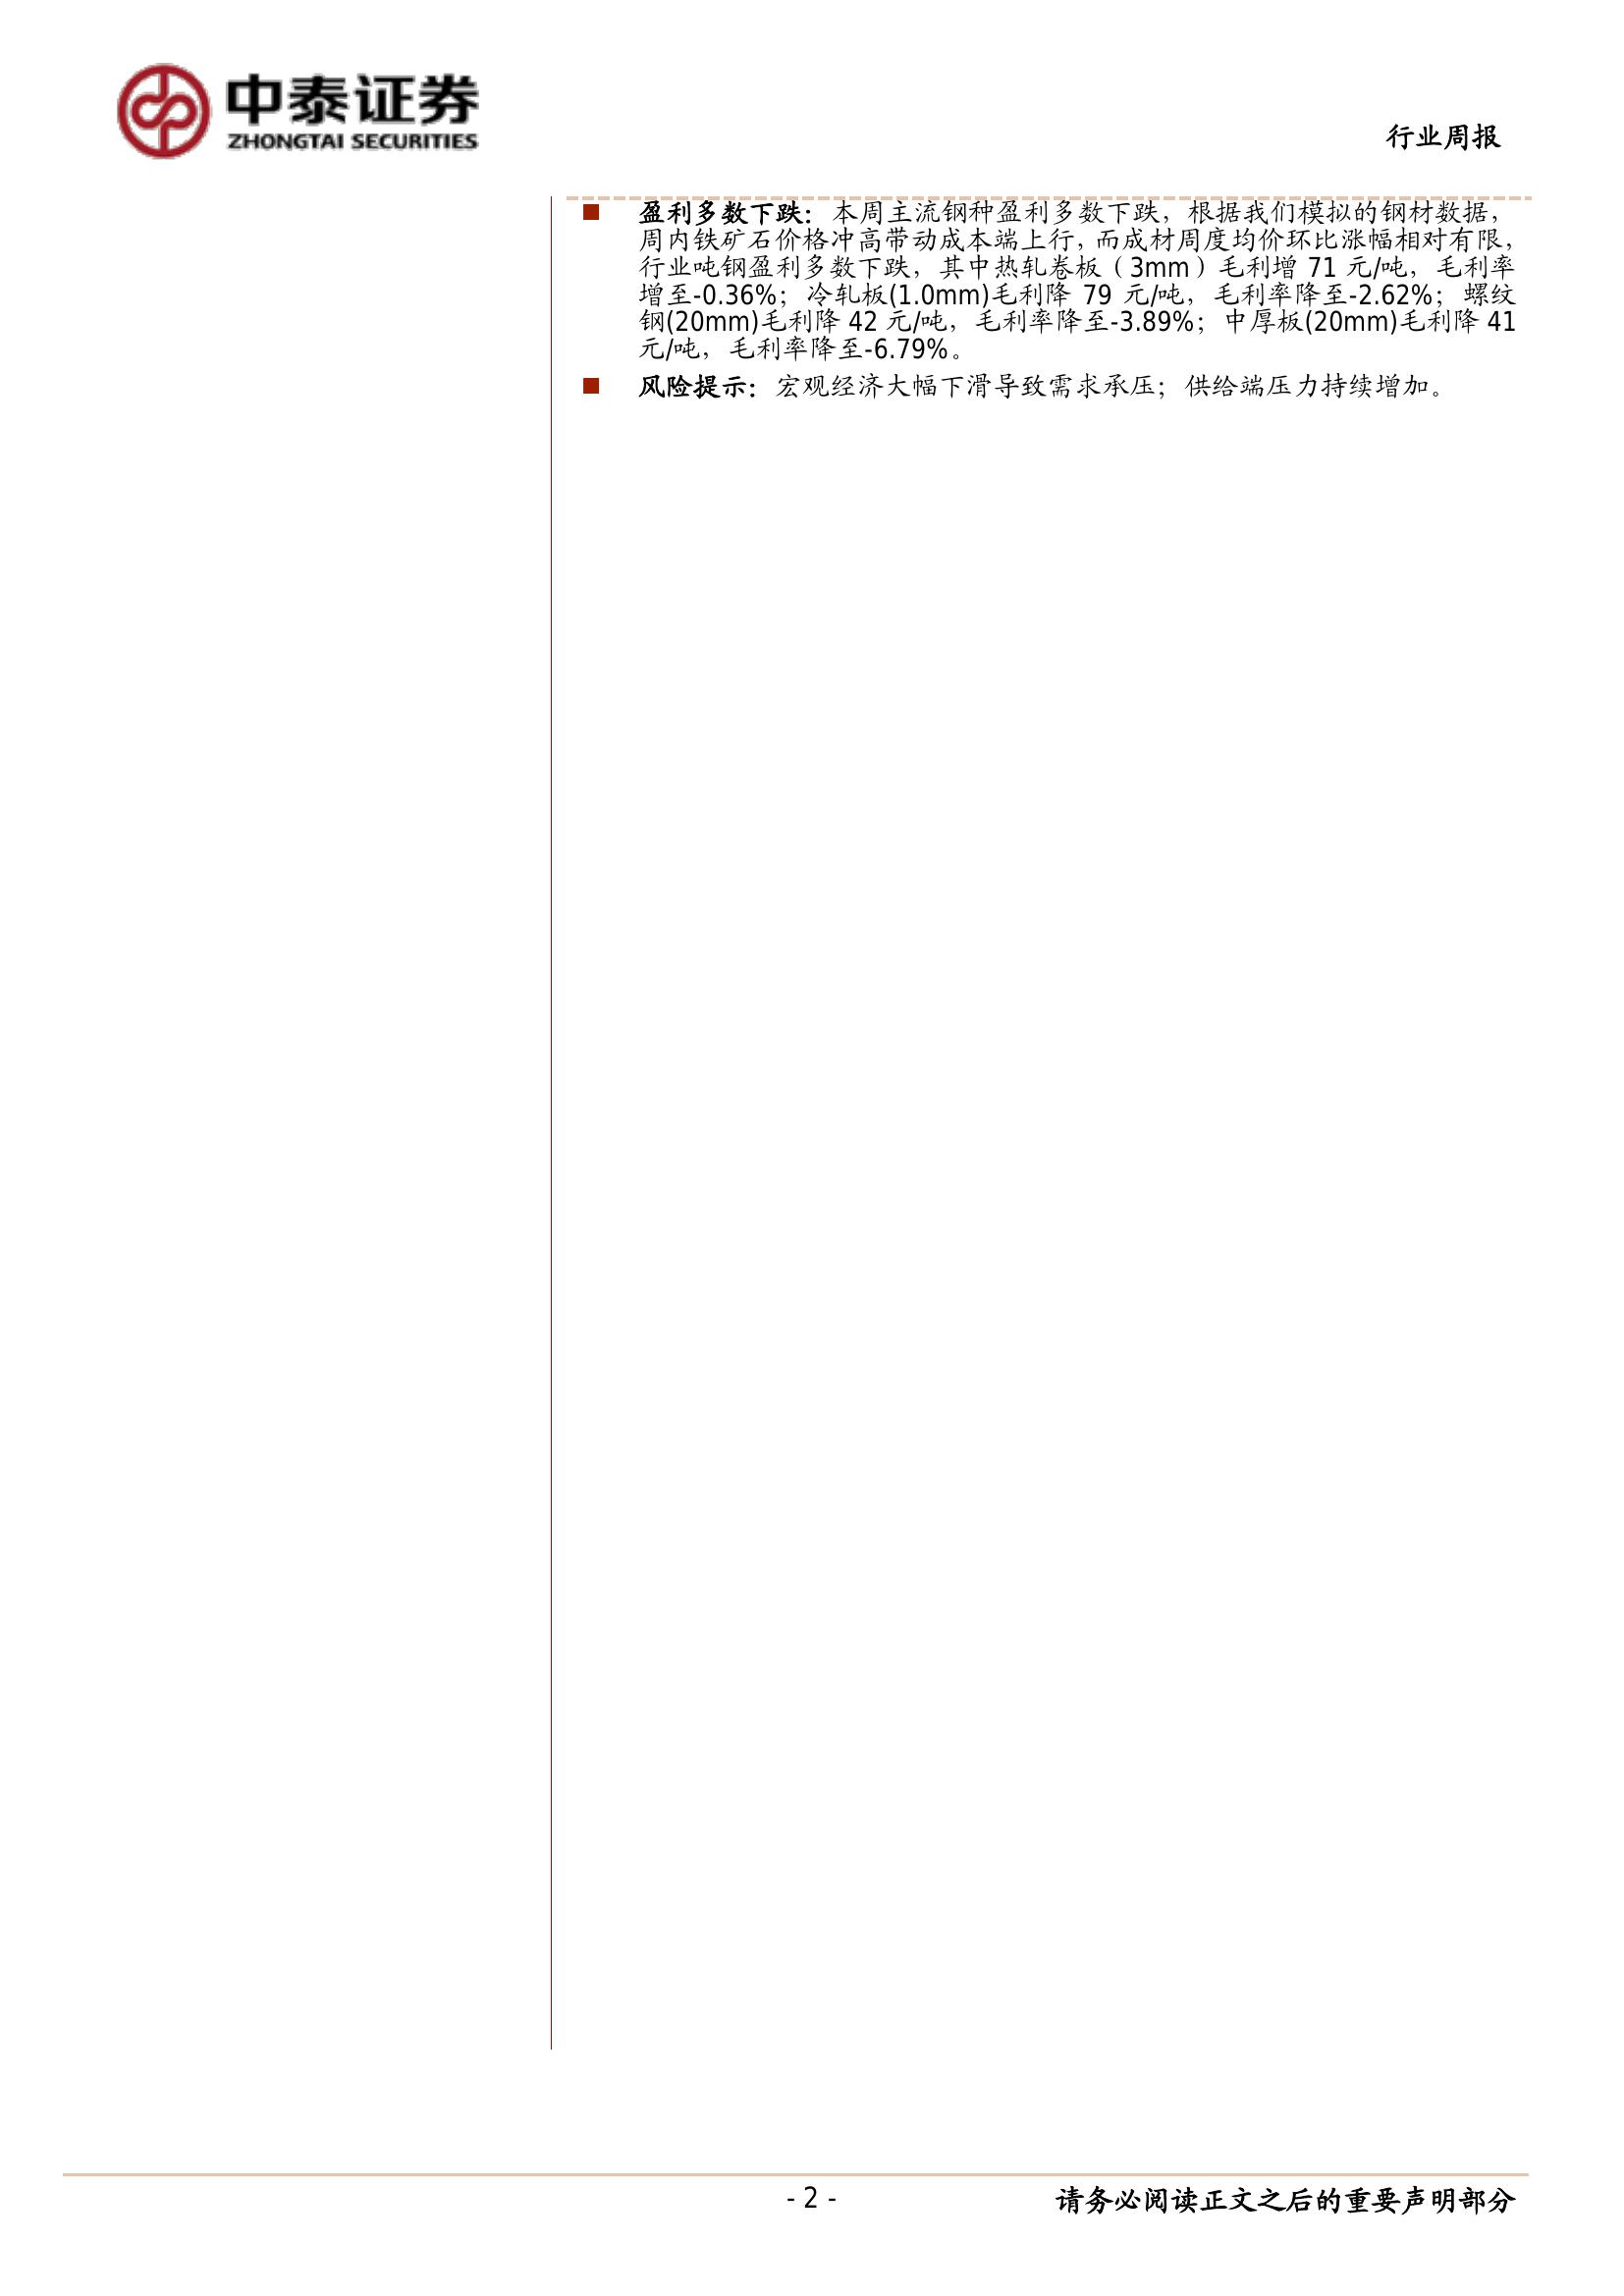 中泰证券
ZHONGTAI SECURITIES
行业周报
■ 盈利多数下跌：本周主流钢种盈利多数下跌，根据我们模拟的钢材数据，
周内铁矿石价格冲高带动成本端上行，而成材周度均价环比涨幅相对有限，
行业吨钢盈利多数下跌，其中热轧卷板（3mm）毛利增 71 元/吨，毛利率
增至-0.36%；冷轧板(1.0mm)毛利降 79 元/吨，毛利率降至-2.62%；螺纹
钢(20mm)毛利降 42 元/吨，毛利率降至-3.89%；中厚板(20mm)毛利降 41
元/吨，毛利率降至-6.79%。
■ 风险提示：宏观经济大幅下滑导致需求承压；供给端压力持续增加。
- 2 -
请务必阅读正文之后的重要声明部分